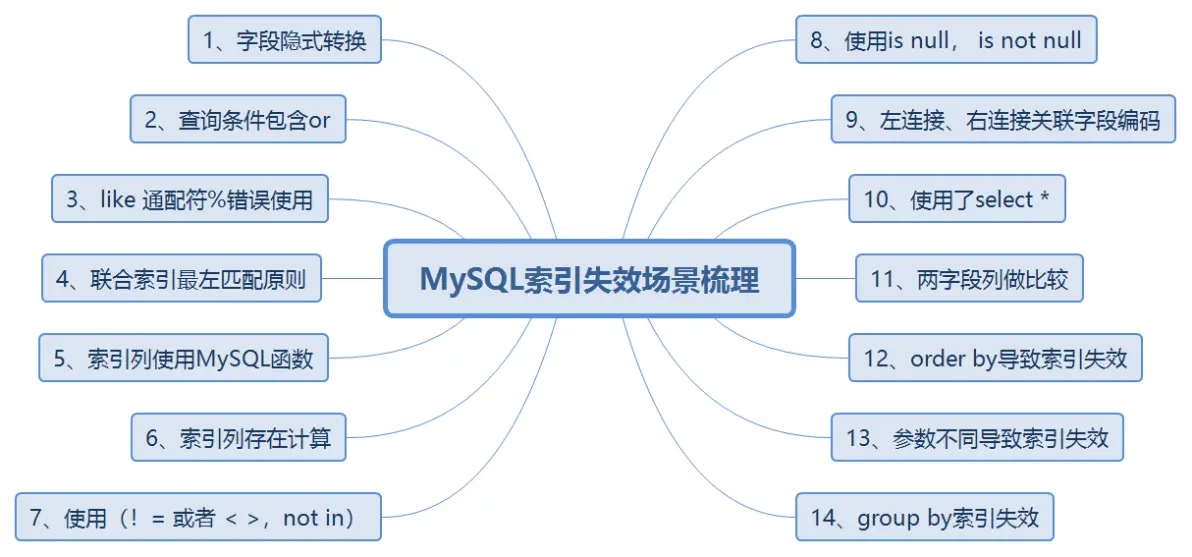 MySQL索引失效场景梳理
1、字段隐式转换
2、查询条件包含or
3、like 通配符%错误使用
4、联合索引最左匹配原则
5、索引列使用MySQL函数
6、索引列存在计算
7、使用（！= 或者 < >，not in）
8、使用is null， is not null
9、左连接、右连接关联字段编码
10、使用了select *
11、两字段列做比较
12、order by导致索引失效
13、参数不同导致索引失效
14、group by索引失效